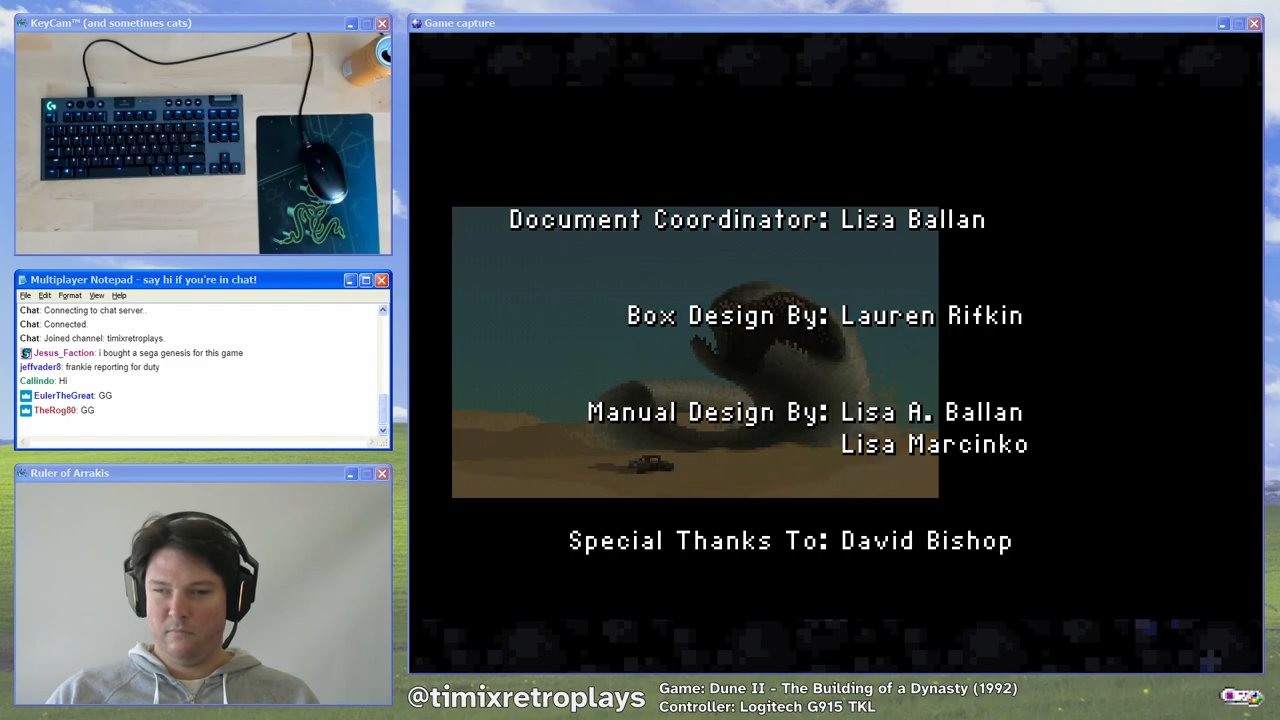 KeyCam™ (and sometimes cats)
Game capture
Multiplayer Notepad - say hi if you're in chat!
File Edit Format View Help
Chat: Connecting to chat server..
Chat: Connected.
Chat: Joined channel: timixretroplays.
Jesus_Faction: i bought a sega genesis for this game
jeffvader8: frankie reporting for duty
Callindo: Hi
EulerTheGreat: GG
TheRog80: GG
Ruler of Arrakis
Document Coordinator: Lisa Ballan
Box Design By: Lauren Rifkin
Manual Design By: Lisa A. Ballan
Lisa Marcinko
Special Thanks To: David Bishop
@timixretroplays
Game: Dune II - The Building of a Dynasty (1992)
Controller: Logitech G915 TKL